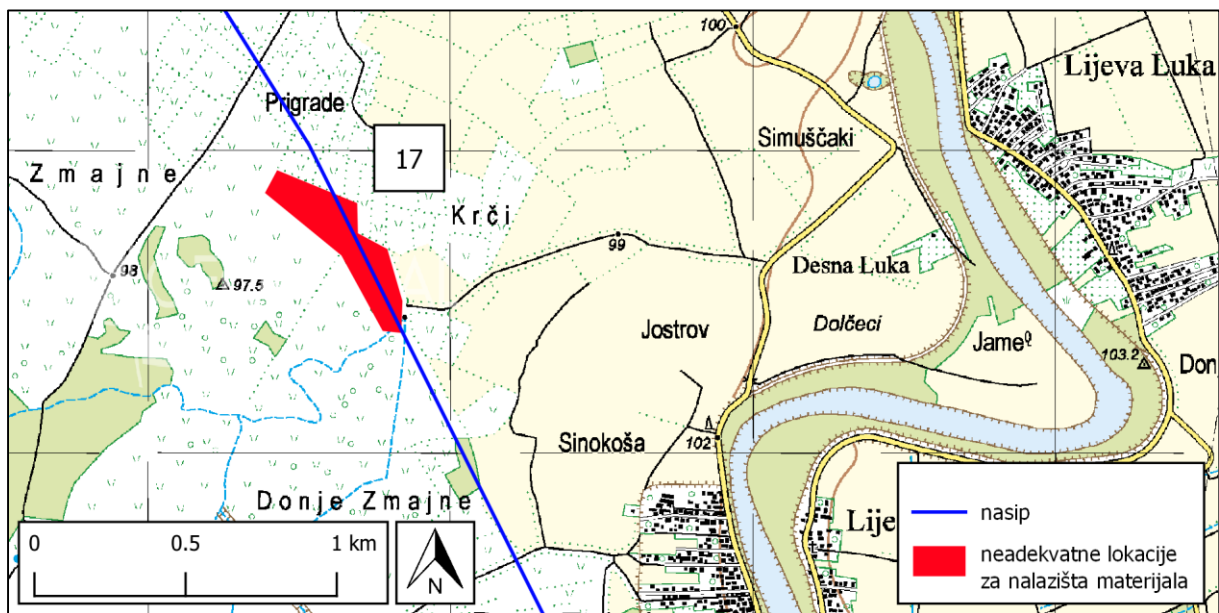 100
Lijeva Luka
Prigrade
Simuščaki
17
Zmajne
Krči
99
98
97.5
Desna Luka
Jostrov
Dolčeci
Jame
103.2
Don
102
Sinokoša
Donje Zmajne
Lije
0 0.5 1 km
N
nasip
neadekvatne lokacije
za nalazišta materijala